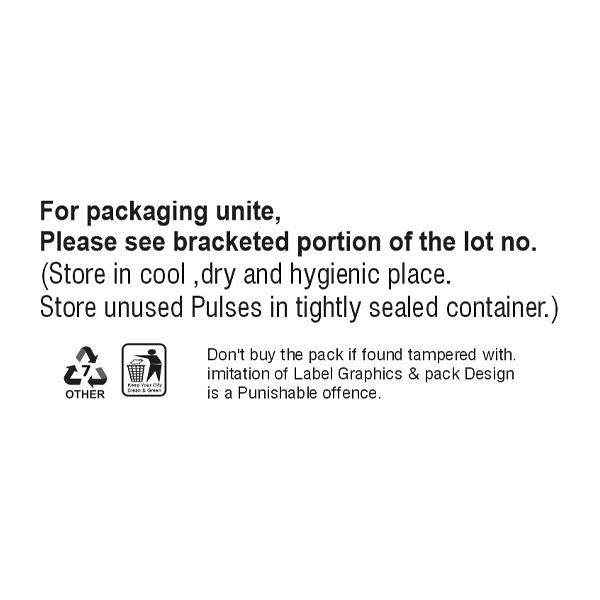 For packaging unite,
Please see bracketed portion of the lot no.
(Store in cool ,dry and hygienic place.
Store unused Pulses in tightly sealed container.)
7
OTHER
Keep Your City
Clean & Green
Don't buy the pack if found tampered with.
imitation of Label Graphics & pack Design
is a Punishable offence.